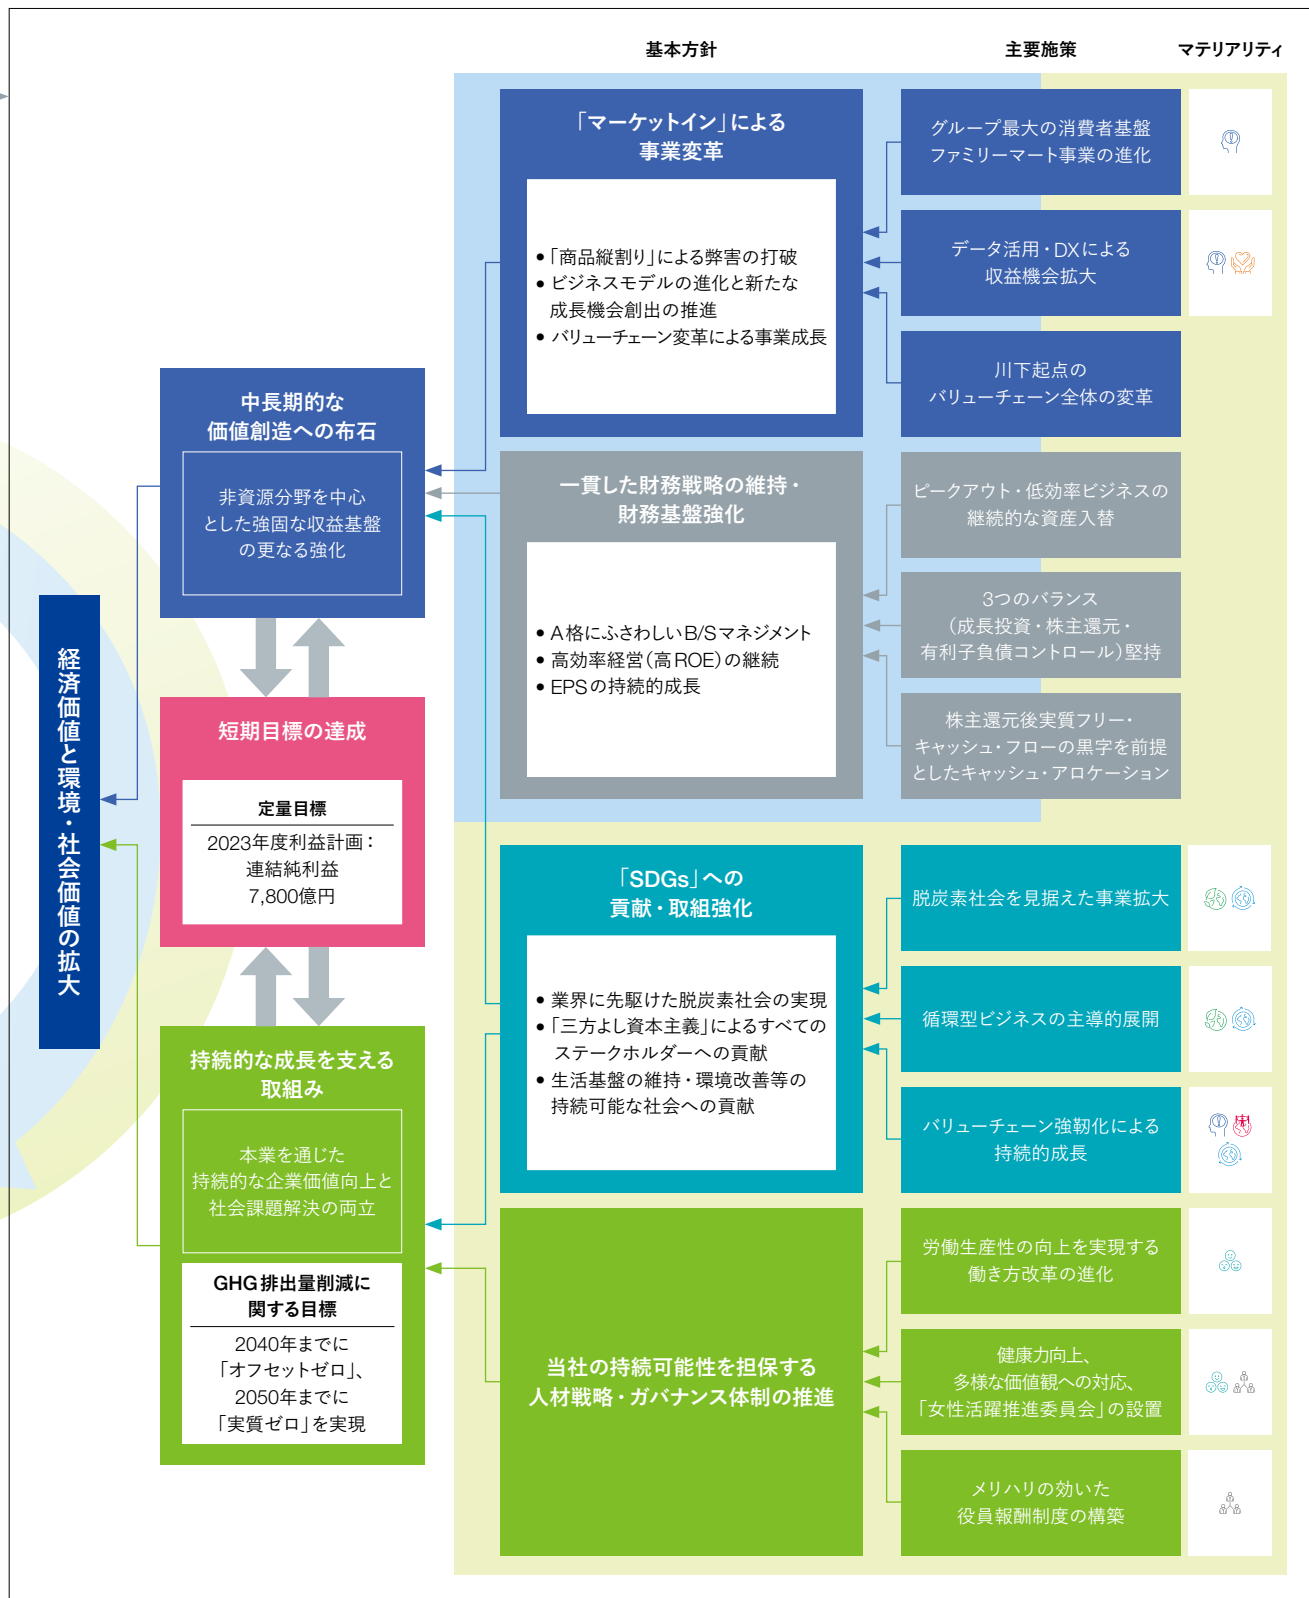 基本方針
主要施策
マテリアリティ
「マーケットイン」による
事業変革
•「商品縦割り」による弊害の打破
•ビジネスモデルの進化と新たな
成長機会創出の推進
•バリューチェーン変革による事業成長
グループ最大の消費者基盤
ファミリーマート事業の進化
データ活用・DXによる
収益機会拡大
川下起点の
バリューチェーン全体の変革
中長期的な
価値創造への布石
非資源分野を中心
とした強固な収益基盤
の更なる強化
一貫した財務戦略の維持・
財務基盤強化
•A格にふさわしいB/Sマネジメント
•高効率経営(高ROE)の継続
•EPSの持続的成長
ピークアウト・低効率ビジネスの
継続的な資産入替
3つのバランス
(成長投資・株主還元・
有利子負債コントロール)堅持
株主還元後実質フリー・
キャッシュ・フローの黒字を前提
としたキャッシュ・アロケーション
経済価値と環境・社会価値の拡大
短期目標の達成
定量目標
2023年度利益計画：
連結純利益
7,800億円
「SDGs」への
貢献・取組強化
•業界に先駆けた脱炭素社会の実現
•「三方よし資本主義」によるすべての
ステークホルダーへの貢献
•生活基盤の維持・環境改善等の
持続可能な社会への貢献
脱炭素社会を見据えた事業拡大
循環型ビジネスの主導的展開
バリューチェーン強靭化による
持続的成長
持続的な成長を支える
取組み
本業を通じた
持続的な企業価値向上と
社会課題解決の両立
GHG排出量削減に
関する目標
2040年までに
「オフセットゼロ」、
2050年までに
「実質ゼロ」を実現
当社の持続可能性を担保する
人材戦略・ガバナンス体制の推進
労働生産性の向上を実現する
働き方改革の進化
健康力向上、
多様な価値観への対応、
「女性活躍推進委員会」の設置
メリハリの効いた
役員報酬制度の構築